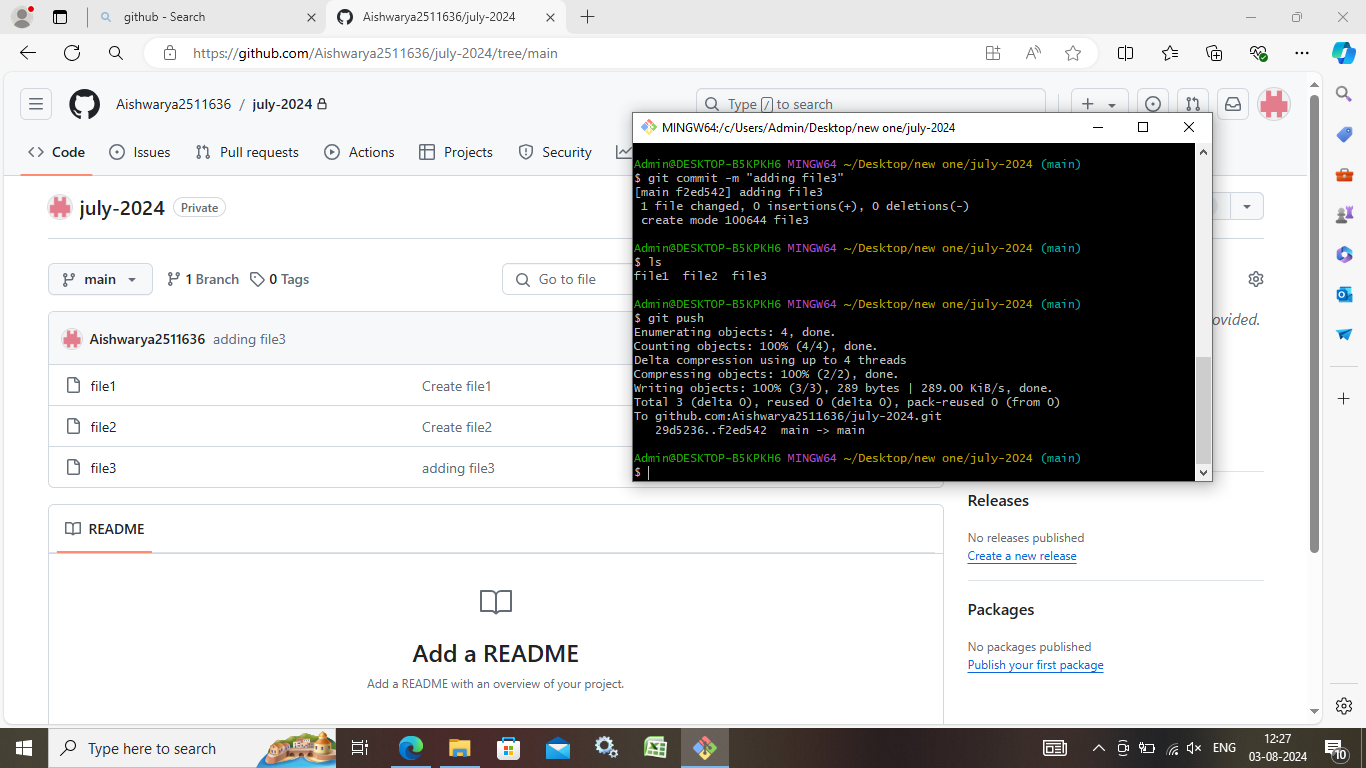 github - Search
Aishwarya2511636/july-2024
https://github.com/Aishwarya2511636/july-2024/tree/main
Aishwarya2511636 / july-2024
Type / to search
Code
Issues
Pull requests
Actions
Projects
Security
july-2024 Private
main
1 Branch
0 Tags
Go to file
ovided.
Aishwarya2511636 adding file3
file1 Create file1
file2 Create file2
file3 adding file3
README
Add a README
Add a README with an overview of your project.
Releases
No releases published
Create a new release
Packages
No packages published
Publish your first package
MINGW64:/c/Users/Admin/Desktop/new one/july-2024
Admin@DESKTOP-B5KPKH6 MINGW64 ~/Desktop/new one/july-2024 (main)
$ git commit -m "adding file3"
[main f2ed542] adding file3
1 file changed, 0 insertions(+), 0 deletions(-)
create mode 100644 file3
Admin@DESKTOP-B5KPKH6 MINGW64 ~/Desktop/new one/july-2024 (main)
$ ls
file1 file2 file3
Admin@DESKTOP-B5KPKH6 MINGW64 ~/Desktop/new one/july-2024 (main)
$ git push
Enumerating objects: 4, done.
Counting objects: 100% (4/4), done.
Delta compression using up to 4 threads
Compressing objects: 100% (2/2), done.
Writing objects: 100% (3/3), 289 bytes | 289.00 KiB/s, done.
Total 3 (delta 0), reused 0 (delta 0), pack-reused 0 (from 0)
To github.com:Aishwarya2511636/july-2024.git
29d5236..f2ed542 main -> main
Admin@DESKTOP-B5KPKH6 MINGW64 ~/Desktop/new one/july-2024 (main)
$
Type here to search
ENG
12:27
03-08-2024
10